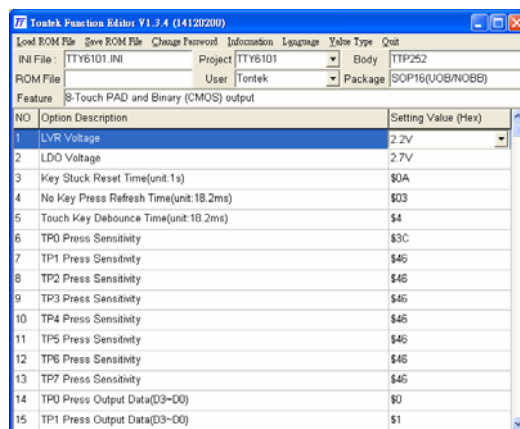 Tontek Function Editor V1.3.4 (14120200)
Load ROM File Save ROM File Change Password Information Language Value Type Quit
INI File : TTY6101.INI Project TTY6101 Body TTP252
ROM File User Tontek Package SOP16(UOB/NOBB)
Feature 8-Touch PAD and Binary (CMOS) output
NO Option Description Setting Value (Hex)
1 LVR Voltage 2.2V
2 LDO Voltage 2.7V
3 Key Stuck Reset Time(unit:1s) $0A
4 No Key Press Refresh Time(unit:18.2ms) $03
5 Touch Key Debounce Time(unit:18.2ms) $4
6 TP0 Press Sensitivity $3C
7 TP1 Press Sensitivity $46
8 TP2 Press Sensitivity $46
9 TP3 Press Sensitivity $46
10 TP4 Press Sensitivity $46
11 TP5 Press Sensitivity $46
12 TP6 Press Sensitivity $46
13 TP7 Press Sensitivity $46
14 TP0 Press Output Data(D3~D0) $0
15 TP1 Press Output Data(D3~D0) $1